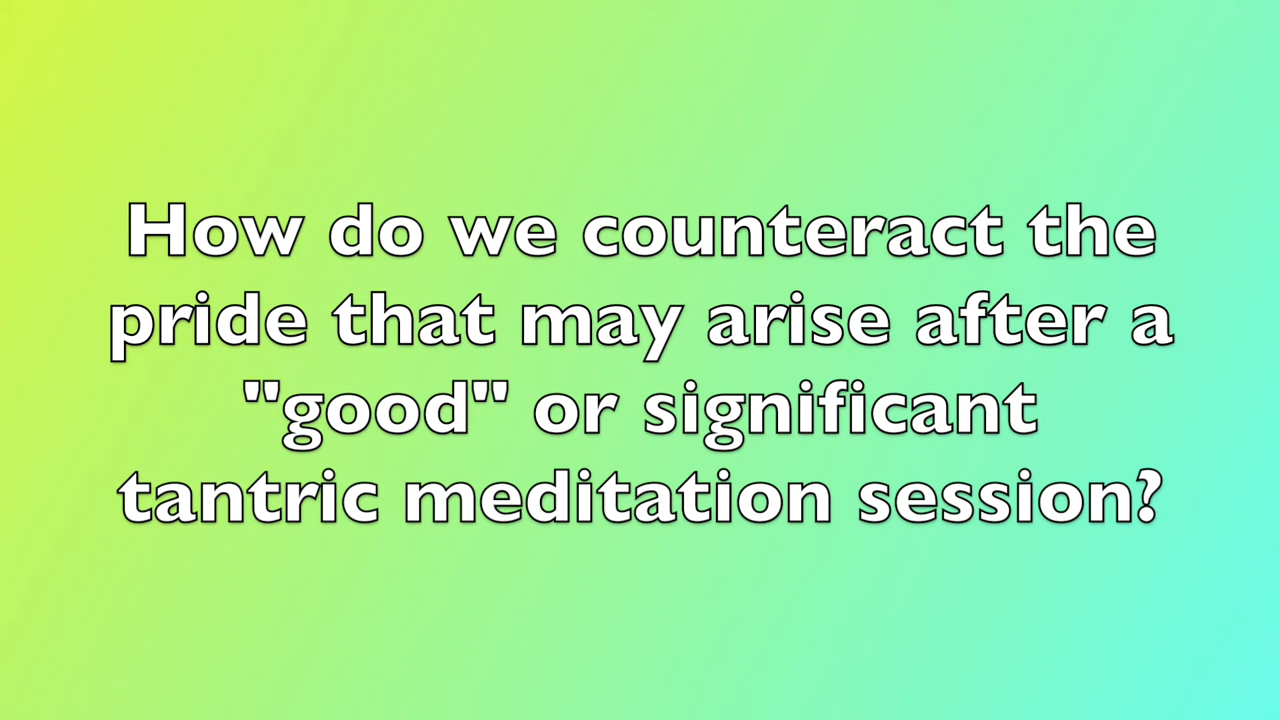 How do we counteract the
pride that may arise after a
"good" or significant
tantric meditation session?